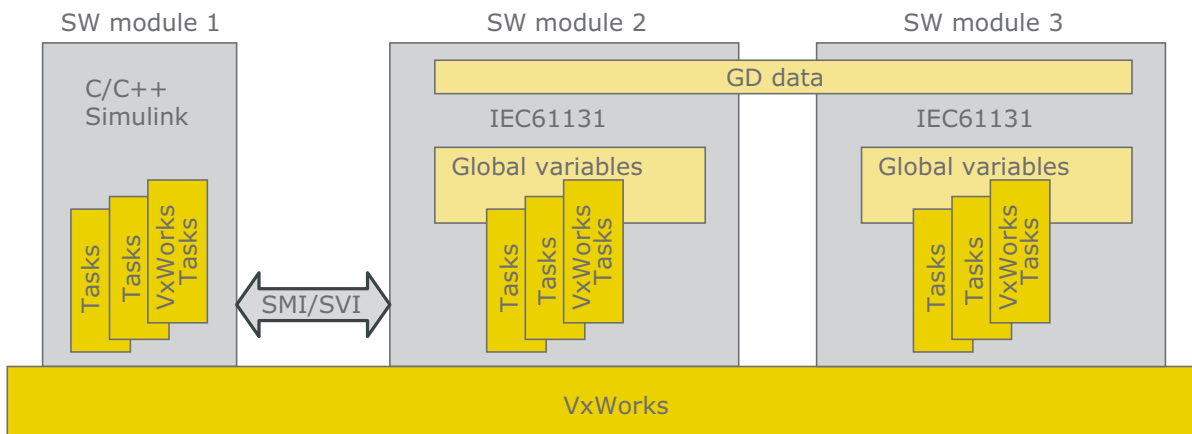 SW module 1
SW module 2
SW module 3
C/C++
Simulink
GD data
IEC61131
IEC61131
Global variables
Global variables
Tasks
Tasks
VxWorks
Tasks
SMI/SVI
Tasks
Tasks
VxWorks
Tasks
Tasks
Tasks
VxWorks
Tasks
VxWorks